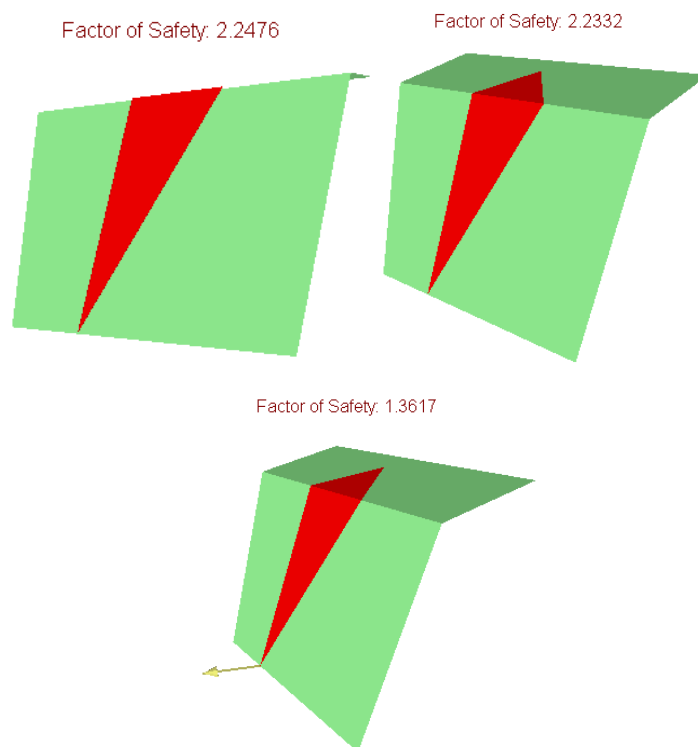 Factor of Safety: 2.2476
Factor of Safety: 2.2332
Factor of Safety: 1.3617